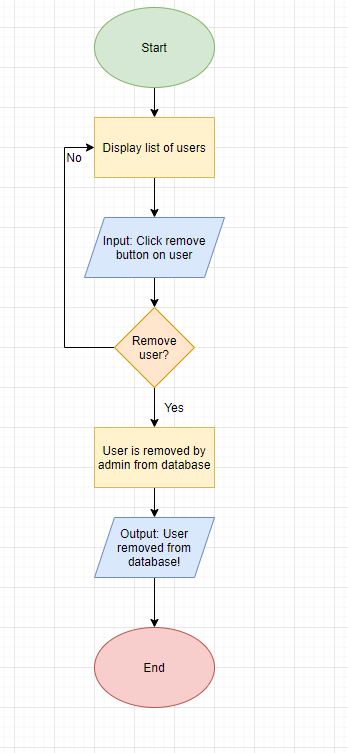 Start
Display list of users
No
Input: Click remove
button on user
Remove
user?
Yes
User is removed by
admin from database
Output: User
removed from
database!
End